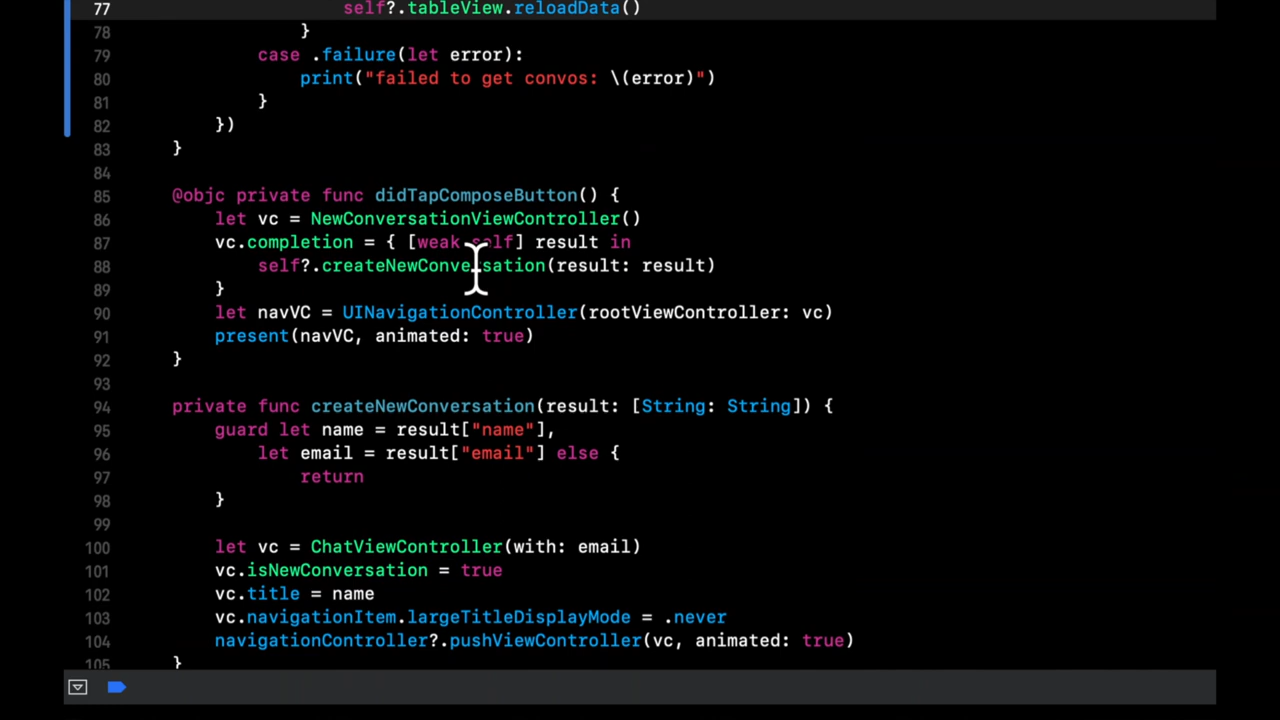 77 self?.tableView.reloadData()
78 }
79 case .failure(let error):
80 print("failed to get convos: \(error)")
81 }
82 })
83 }
84
85 @objc private func didTapComposeButton() {
86 let vc = NewConversationViewController()
87 vc.completion = { [weak self] result in
88 self?.createNewConversation(result: result)
89 }
90 let navVC = UINavigationController(rootViewController: vc)
91 present(navVC, animated: true)
92 }
93
94 private func createNewConversation(result: [String: String]) {
95 guard let name = result["name"],
96 let email = result["email"] else {
97 return
98 }
99
100 let vc = ChatViewController(with: email)
101 vc.isNewConversation = true
102 vc.title = name
103 vc.navigationItem.largeTitleDisplayMode = .never
104 navigationController?.pushViewController(vc, animated: true)
105 }